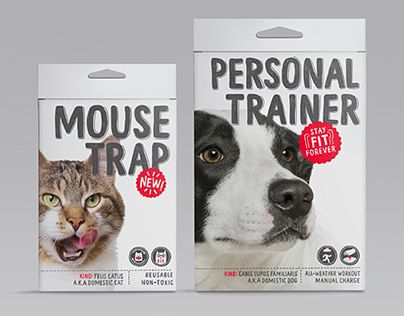 MOUSE
TRAP
NEW!
KIND: FELIS CATUS
A.K.A DOMESTIC CAT
REUSABLE
NON-TOXIC
PERSONAL
TRAINER
STAY
FIT
FOREVER
KIND: CANIS LUPUS FAMILIARIS
A.K.A DOMESTIC DOG
ALL-WEATHER WORKOUT
MANUAL CHARGE